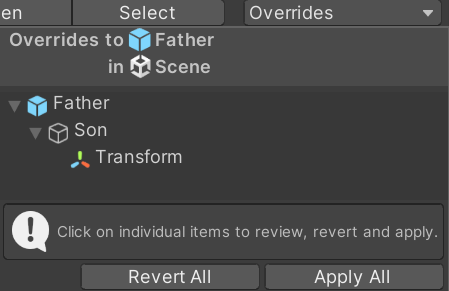 en Select Overrides
Overrides to Father
in Scene
Father
Son
Transform
Click on individual items to review, revert and apply.
Revert All Apply All